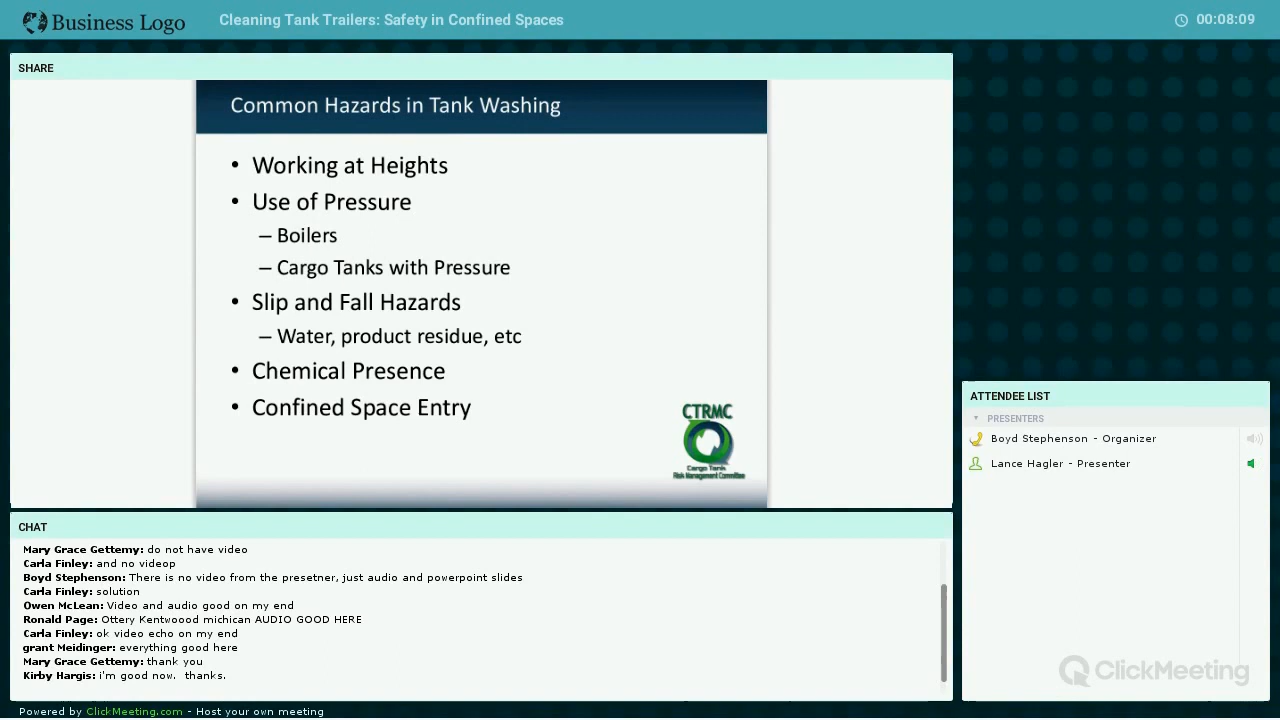 Business Logo
Cleaning Tank Trailers: Safety in Confined Spaces
00:08:09
SHARE
Common Hazards in Tank Washing
• Working at Heights
• Use of Pressure
– Boilers
– Cargo Tanks with Pressure
• Slip and Fall Hazards
– Water, product residue, etc
• Chemical Presence
• Confined Space Entry
CTRMC
Cargo Tank
Risk Management Committee
CHAT
Mary Grace Gettemy: do not have video
Carla Finley: and no videop
Boyd Stephenson: There is no video from the presetner, just audio and powerpoint slides
Carla Finley: solution
Owen McLean: Video and audio good on my end
Ronald Page: Ottery Kentwoood michican AUDIO GOOD HERE
Carla Finley: ok video echo on my end
grant Meidinger: everything good here
Mary Grace Gettemy: thank you
Kirby Hargis: i'm good now. thanks.
ATTENDEE LIST
PRESENTERS
Boyd Stephenson - Organizer
Lance Hagler - Presenter
ClickMeeting
Powered by ClickMeeting.com - Host your own meeting